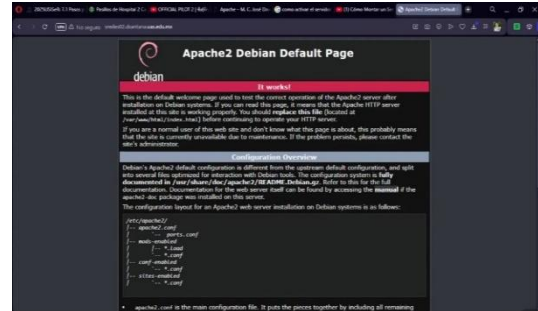 Apache2 Debian Default Page
debian
It works!
This is the default welcome page used to test the correct operation of the Apache2 server after
installation on Debian systems. If you can read this page, it means that the Apache HTTP server
installed at this site is working properly. You should replace this file (located at
/var/www/html/index.html) before continuing to operate your HTTP server.
If you are a normal user of this web site and don't know what this page is about, this probably means
that the site is currently unavailable due to maintenance. If the problem persists, please contact the
site's administrator.
Configuration Overview
Debian's Apache2 default configuration is different from the upstream default configuration, and split
into several files optimized for interaction with Debian tools. The configuration system is fully
documented in /usr/share/doc/apache2/README.Debian.gz. Refer to this for the full
documentation. Documentation for the web server itself can be found by accessing the manual if the
apache2-doc package was installed on this server.
The configuration layout for an Apache2 web server installation on Debian systems is as follows:
/etc/apache2/
|-- apache2.conf
|   `-- ports.conf
|-- mods-enabled
|   |-- *.load
|   `-- *.conf
|-- conf-enabled
|   `-- *.conf
|-- sites-enabled
|   `-- *.conf
• apache2.conf is the main configuration file. It puts the pieces together by including all remaining